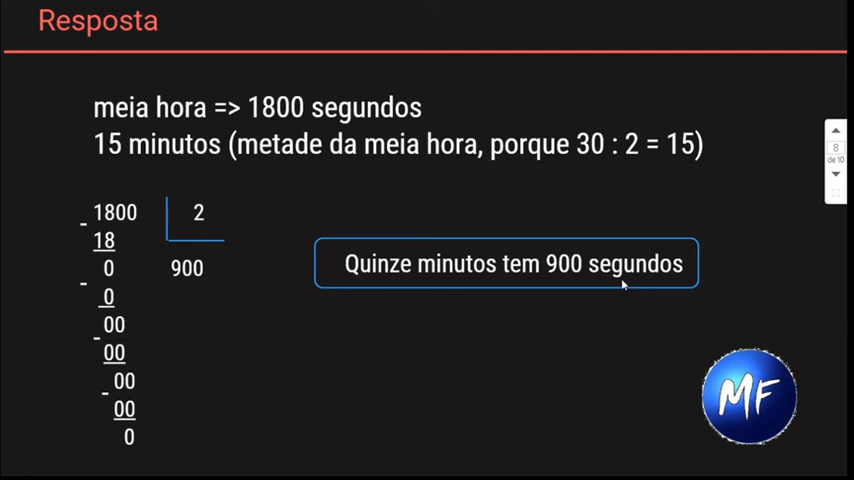 Resposta
meia hora => 1800 segundos
15 minutos (metade da meia hora, porque 30 : 2 = 15)
- 1800 2
18
0 900
- 0
00
- 00
00
- 00
0
Quinze minutos tem 900 segundos
8
de 10
MF